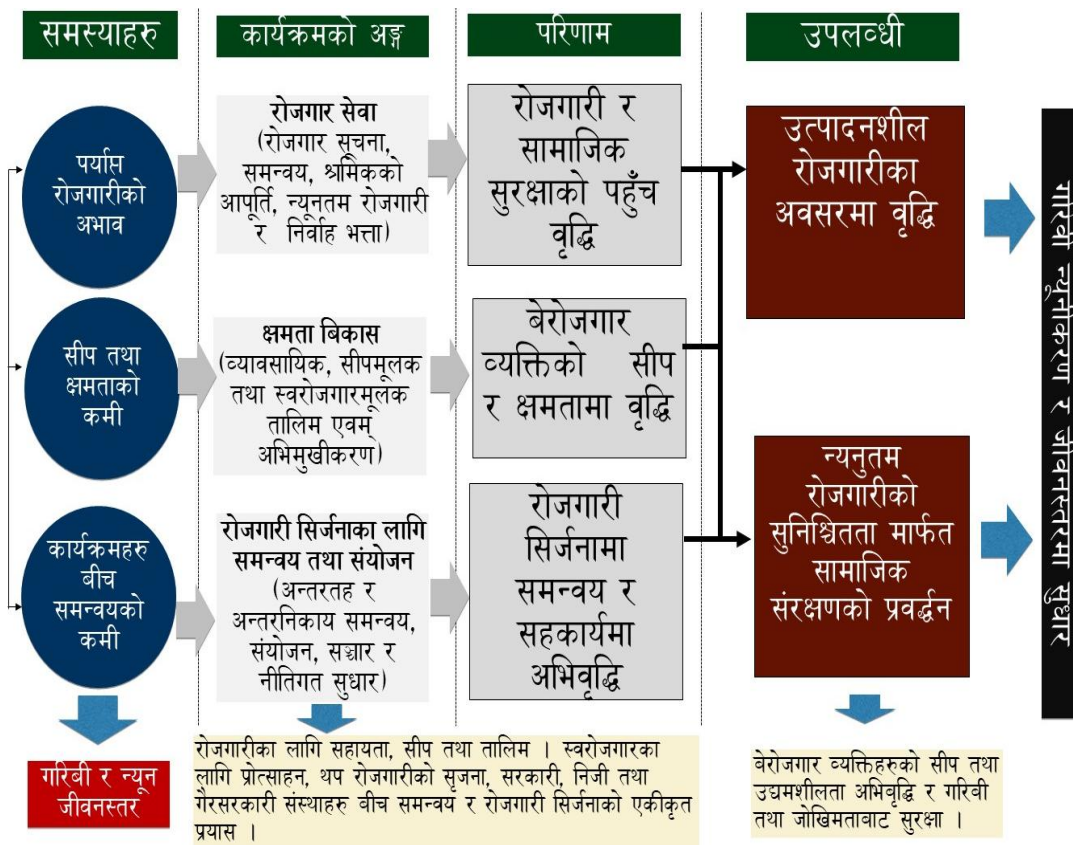 समस्याहरु
कार्यक्रमको अङ्ग
परिणाम
उपलव्धी
पर्याप्त
रोजगारीको
अभाव
रोजगार सेवा
(रोजगार सूचना,
समन्वय, श्रमिकको
आपूर्ति, न्यूनतम रोजगारी
र निर्वाह भत्ता)
रोजगारी र
सामाजिक
सुरक्षाको पहुँच
वृद्धि
उत्पादनशील
रोजगारीका
अवसरमा वृद्धि
सीप तथा
क्षमताको
कमी
क्षमता बिकास
(व्यावसायिक, सीपमूलक
तथा स्वरोजगारमूलक
तालिम एवम्
अभिमुखीकरण)
बेरोजगार
व्यक्तिको सीप
र क्षमतामा वृद्धि
कार्यक्रमहरु
बीच
समन्वयको
कमी
रोजगारी सिर्जनाका लागि
समन्वय तथा संयोजन
(अन्तरतह र
अन्तरनिकाय समन्वय,
संयोजन, सञ्चार र
नीतिगत सुधार)
रोजगारी
सिर्जनामा
समन्वय र
सहकार्यमा
अभिवृद्धि
न्यनुतम
रोजगारीको
सुनिश्चितता मार्फत
सामाजिक
संरक्षणको प्रवर्द्धन
गरिवी न्यूनीकरण र जीवनस्तरमा सुधार
गरिबी र न्यून
जीवनस्तर
रोजगारीका लागि सहायता, सीप तथा तालिम । स्वरोजगारका
लागि प्रोत्साहन, थप रोजगारीको सृजना, सरकारी, निजी तथा
गैरसरकारी संस्थाहरु बीच समन्वय र रोजगारी सिर्जनाको एकीकृत
प्रयास ।
बेरोजगार व्यक्तिहरुको सीप तथा
उद्यमशीलता अभिवृद्धि र गरिवी
तथा जोखिमताबाट सुरक्षा ।